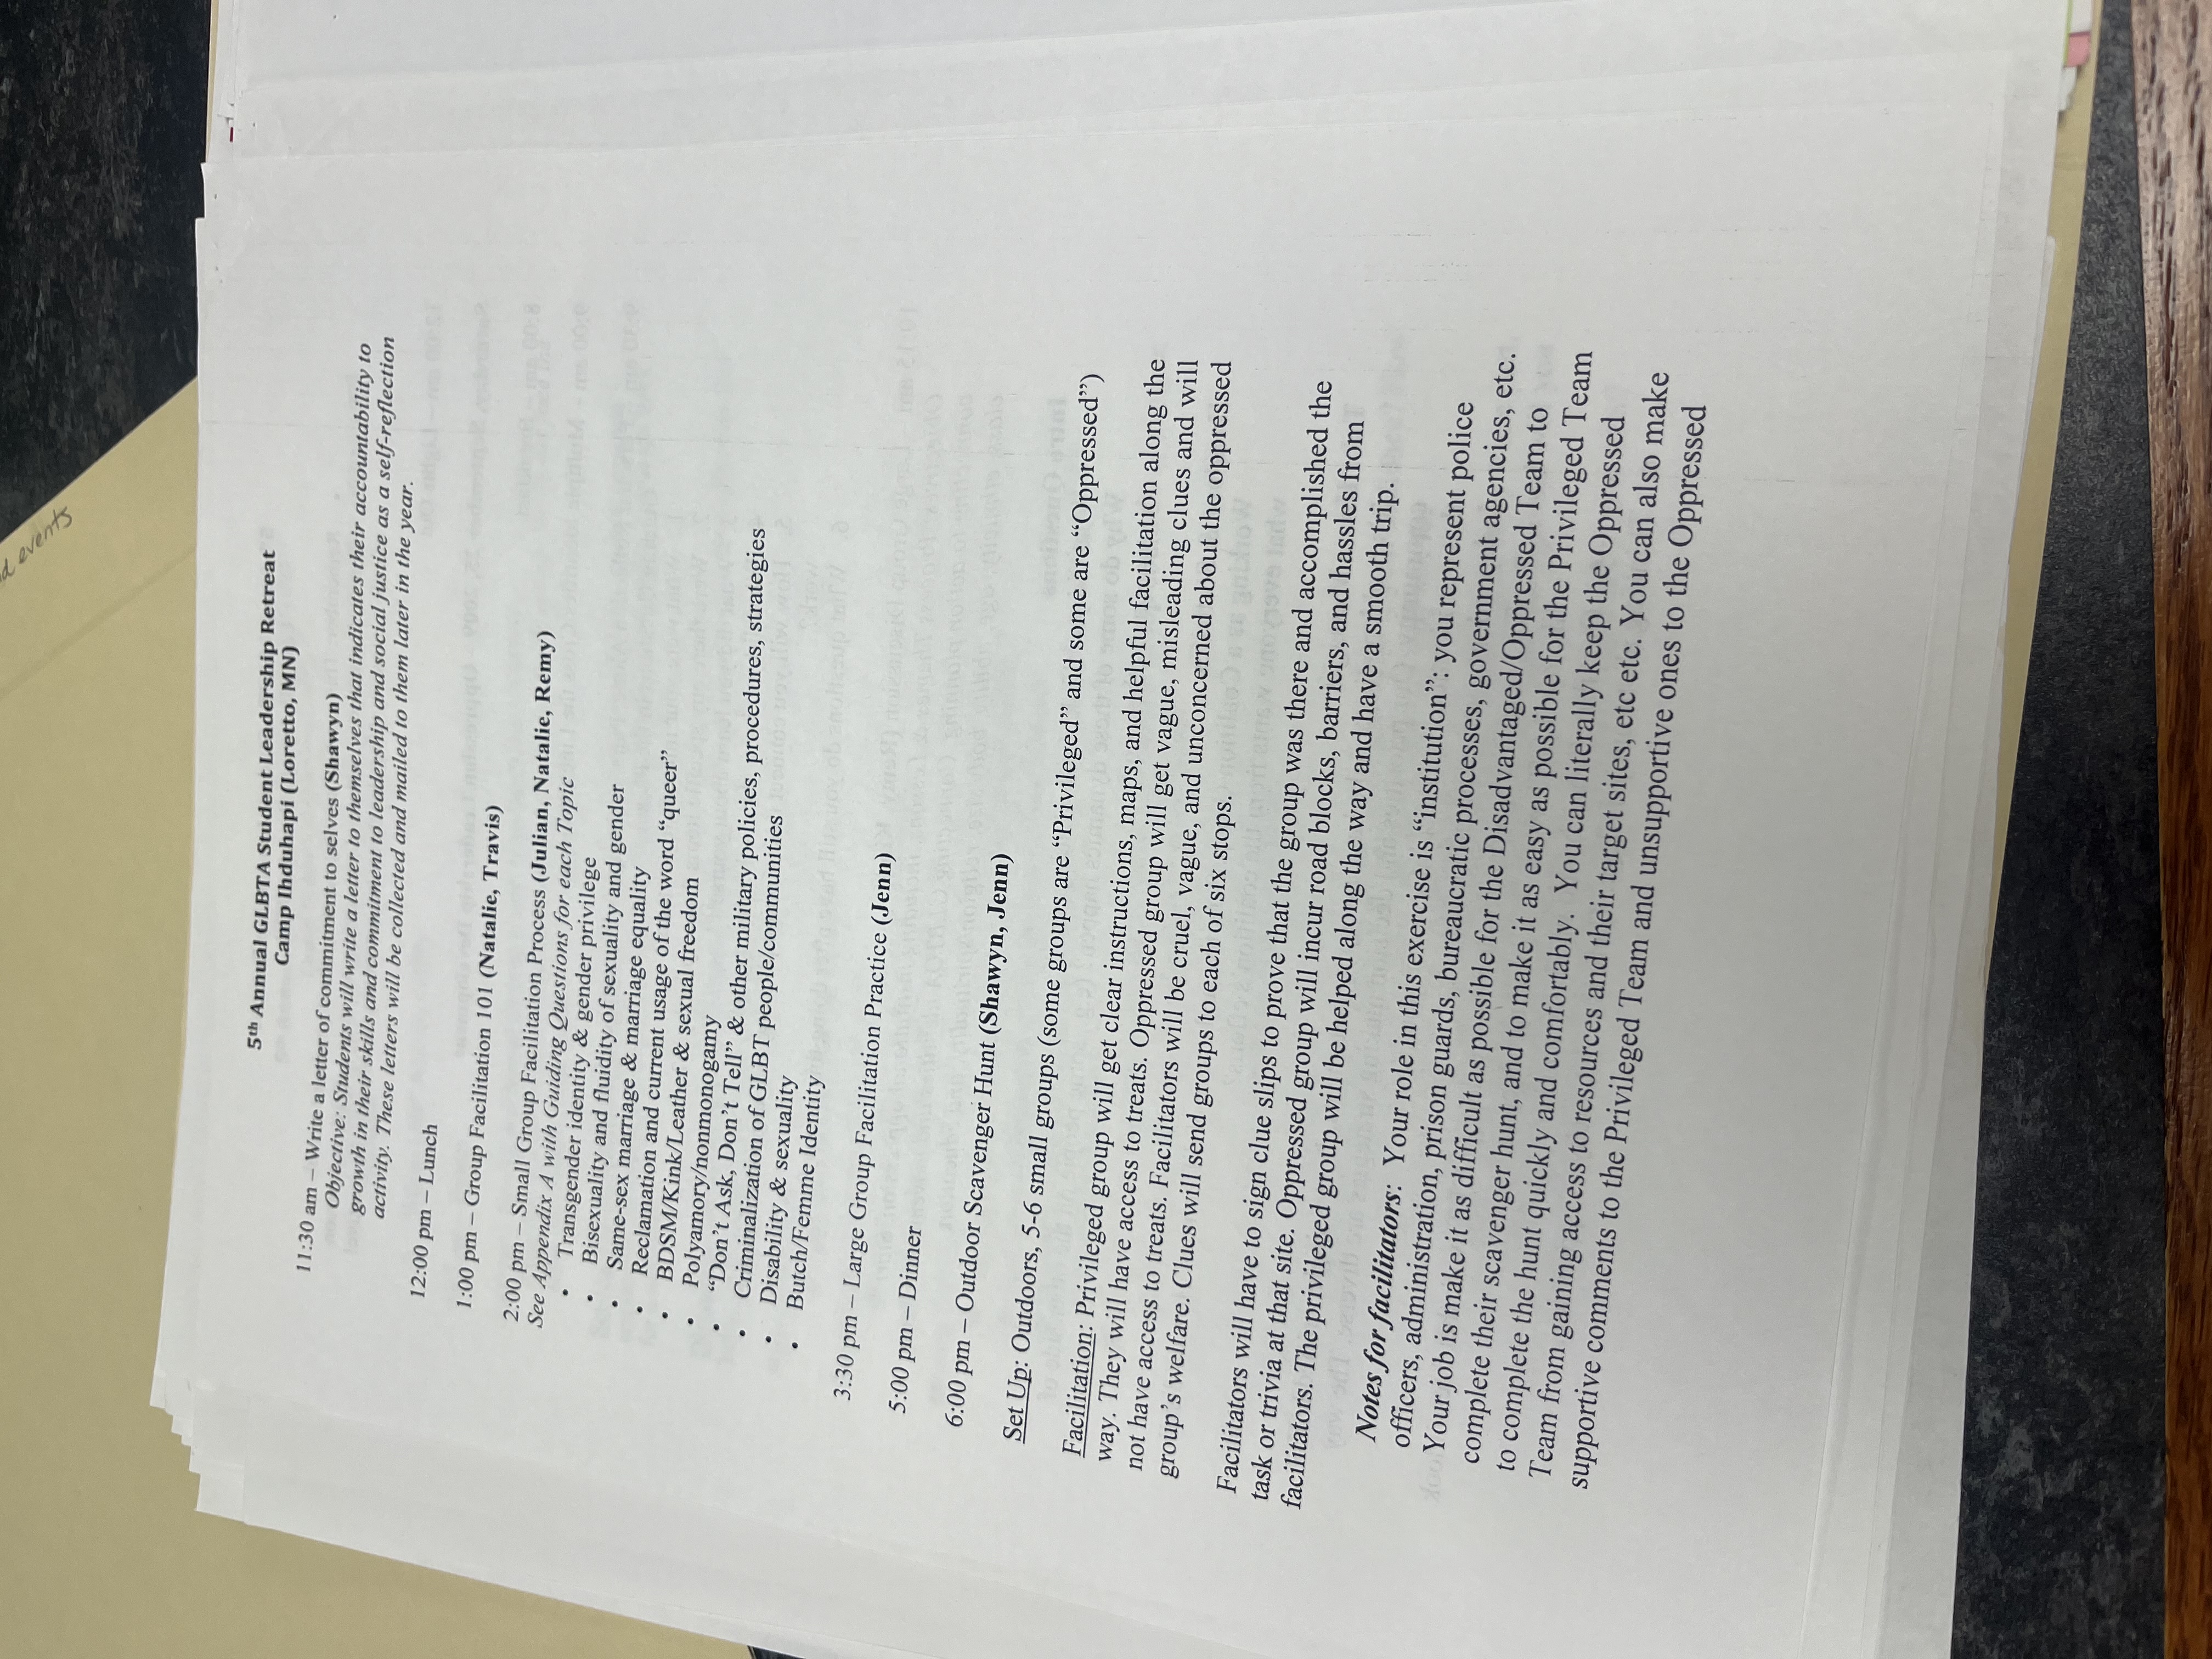 d events
5th Annual GLBTA Student Leadership Retreat
Camp Ihduhapi (Loretto, MN)
11:30 am – Write a letter of commitment to selves (Shawyn)
Objective: Students will write a letter to themselves that indicates their accountability to
growth in their skills and commitment to leadership and social justice as a self-reflection
activity. These letters will be collected and mailed to them later in the year.
12:00 pm – Lunch
1:00 pm – Group Facilitation 101 (Natalie, Travis)
2:00 pm – Small Group Facilitation Process (Julian, Natalie, Remy)
See Appendix A with Guiding Questions for each Topic
• Transgender identity & gender privilege
• Bisexuality and fluidity of sexuality and gender
• Same-sex marriage & marriage equality
• Reclamation and current usage of the word “queer”
• BDSM/Kink/Leather & sexual freedom
• Polyamory/nonmonogamy
• “Don’t Ask, Don’t Tell” & other military policies, procedures, strategies
• Criminalization of GLBT people/communities
• Disability & sexuality
• Butch/Femme Identity
3:30 pm – Large Group Facilitation Practice (Jenn)
5:00 pm – Dinner
6:00 pm – Outdoor Scavenger Hunt (Shawyn, Jenn)
Set Up: Outdoors, 5-6 small groups (some groups are “Privileged” and some are “Oppressed”)
Facilitation: Privileged group will get clear instructions, maps, and helpful facilitation along the
way. They will have access to treats. Oppressed group will get vague, misleading clues and will
not have access to treats. Facilitators will be cruel, vague, and unconcerned about the oppressed
group’s welfare. Clues will send groups to each of six stops.
Facilitators will have to sign clue slips to prove that the group was there and accomplished the
task or trivia at that site. Oppressed group will incur road blocks, barriers, and hassles from
facilitators. The privileged group will be helped along the way and have a smooth trip.
Notes for facilitators: Your role in this exercise is “institution”: you represent police
officers, administration, prison guards, bureaucratic processes, government agencies, etc.
Your job is make it as difficult as possible for the Disadvantaged/Oppressed Team to
complete their scavenger hunt, and to make it as easy as possible for the Privileged Team
to complete the hunt quickly and comfortably. You can literally keep the Oppressed
Team from gaining access to resources and their target sites, etc etc. You can also make
supportive comments to the Privileged Team and unsupportive ones to the Oppressed